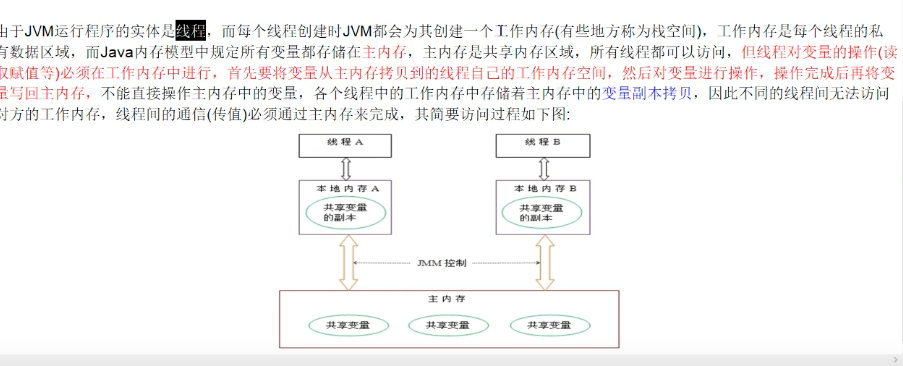 由于JVM运行程序的实体是线程，而每个线程创建时JVM都会为其创建一个工作内存(有些地方称为栈空间)，工作内存是每个线程的私
有数据区域，而Java内存模型中规定所有变量都存储在主内存，主内存是共享内存区域，所有线程都可以访问，但线程对变量的操作(读
取赋值等)必须在工作内存中进行，首先要将变量从主内存拷贝到的线程自己的工作内存空间，然后对变量进行操作，操作完成后再将变
量写回主内存，不能直接操作主内存中的变量，各个线程中的工作内存中存储着主内存中的变量副本拷贝，因此不同的线程间无法访问
对方的工作内存，线程间的通信(传值)必须通过主内存来完成，其简要访问过程如下图:
线程 A
线程 B
本地内存 A
本地内存 B
共享变量
的副本
共享变量
的副本
JMM 控制
主内存
共享变量
共享变量
共享变量